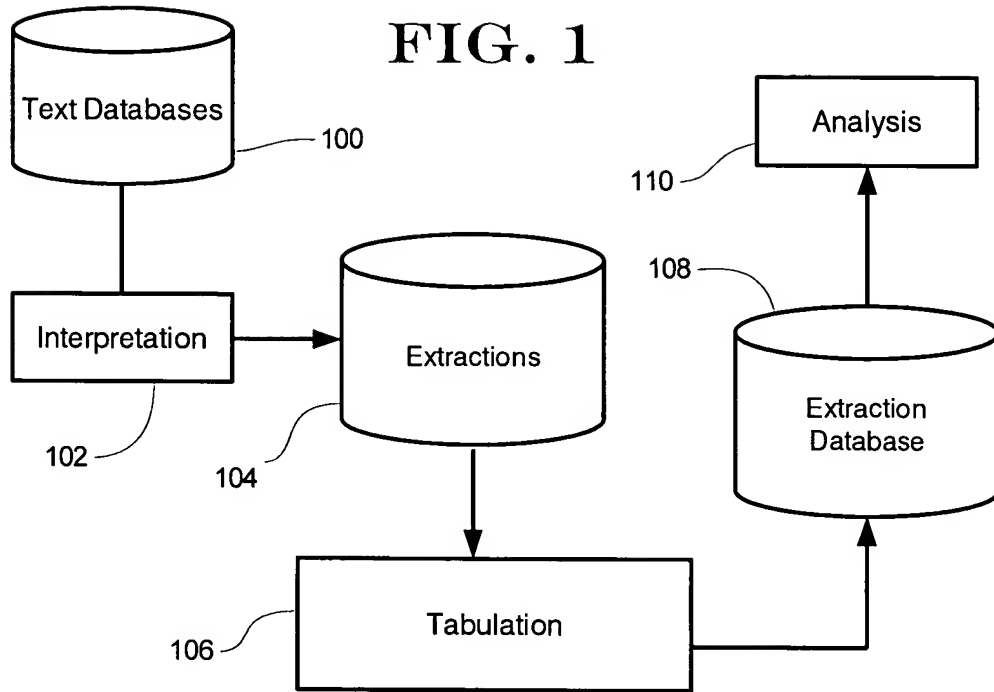 FIG. 1
Text Databases
100
Interpretation
102
Extractions
104
Tabulation
106
Extraction
Database
108
Analysis
110